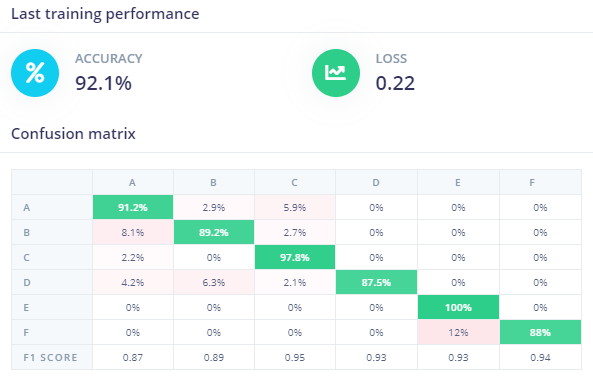 Last training performance
ACCURACY
92.1%
LOSS
0.22
Confusion matrix
A B C D E F
A 91.2% 2.9% 5.9% 0% 0% 0%
B 8.1% 89.2% 2.7% 0% 0% 0%
C 2.2% 0% 97.8% 0% 0% 0%
D 4.2% 6.3% 2.1% 87.5% 0% 0%
E 0% 0% 0% 0% 100% 0%
F 0% 0% 0% 0% 12% 88%
F1 SCORE 0.87 0.89 0.95 0.93 0.93 0.94